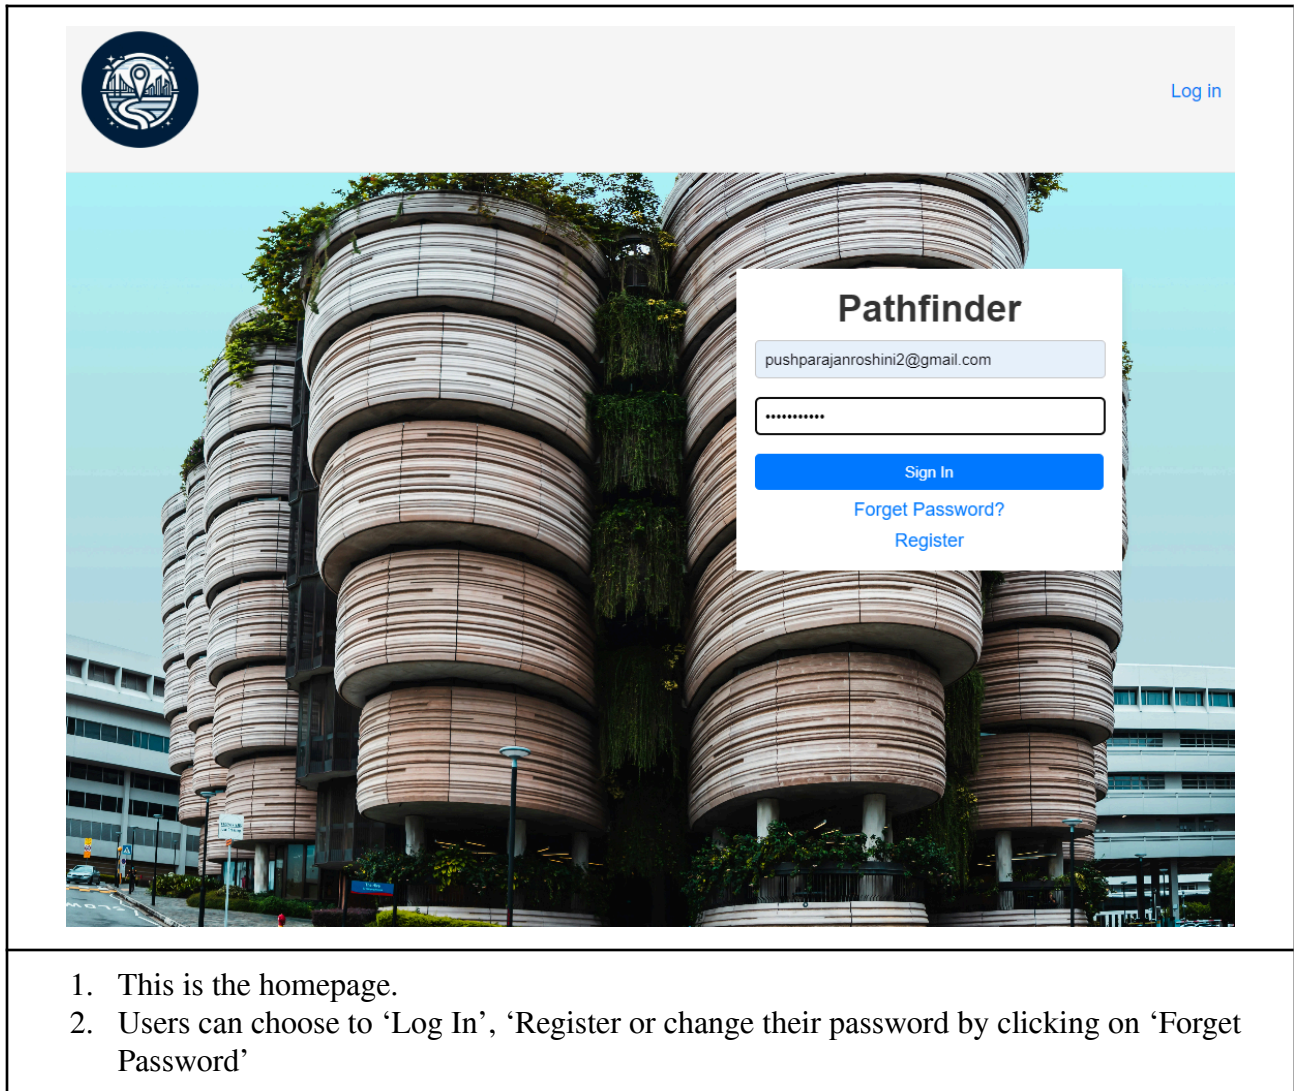 Log in
Pathfinder
pushparajanroshini2@gmail.com
•••••••••••
Sign In
Forget Password?
Register
1. This is the homepage.
2. Users can choose to ‘Log In’, ‘Register or change their password by clicking on ‘Forget
Password’